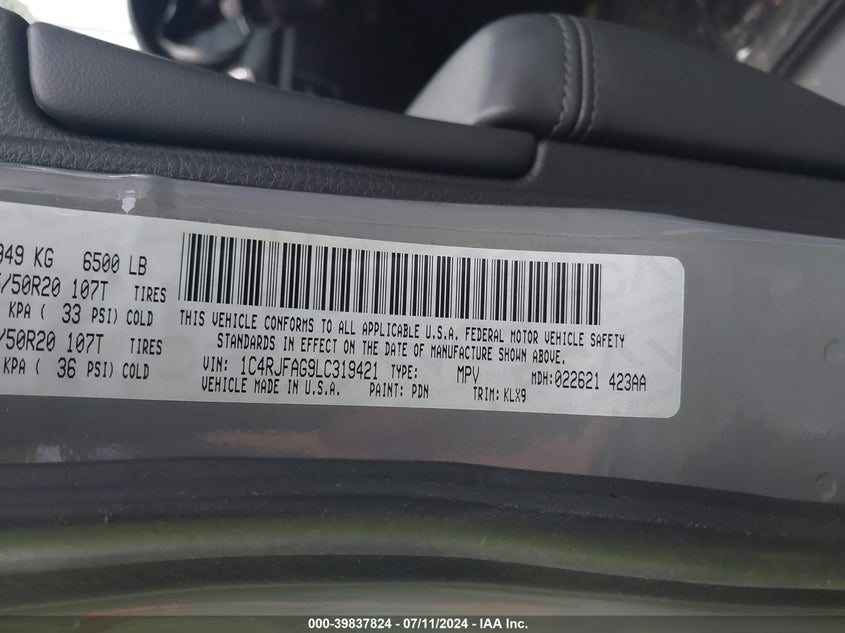 949 KG 6500 LB
/50R20 107T TIRES
KPA ( 33 PSI) COLD
/50R20 107T TIRES
KPA ( 36 PSI) COLD
THIS VEHICLE CONFORMS TO ALL APPLICABLE U.S.A. FEDERAL MOTOR VEHICLE SAFETY
STANDARDS IN EFFECT ON THE DATE OF MANUFACTURE SHOWN ABOVE.
VIN: 1C4RJFAG9LC319421 TYPE: MPV MDH:022621 423AA
VEHICLE MADE IN U.S.A. PAINT: PDN TRIM: KLX9
000-39837824 - 07/11/2024 - IAA Inc.